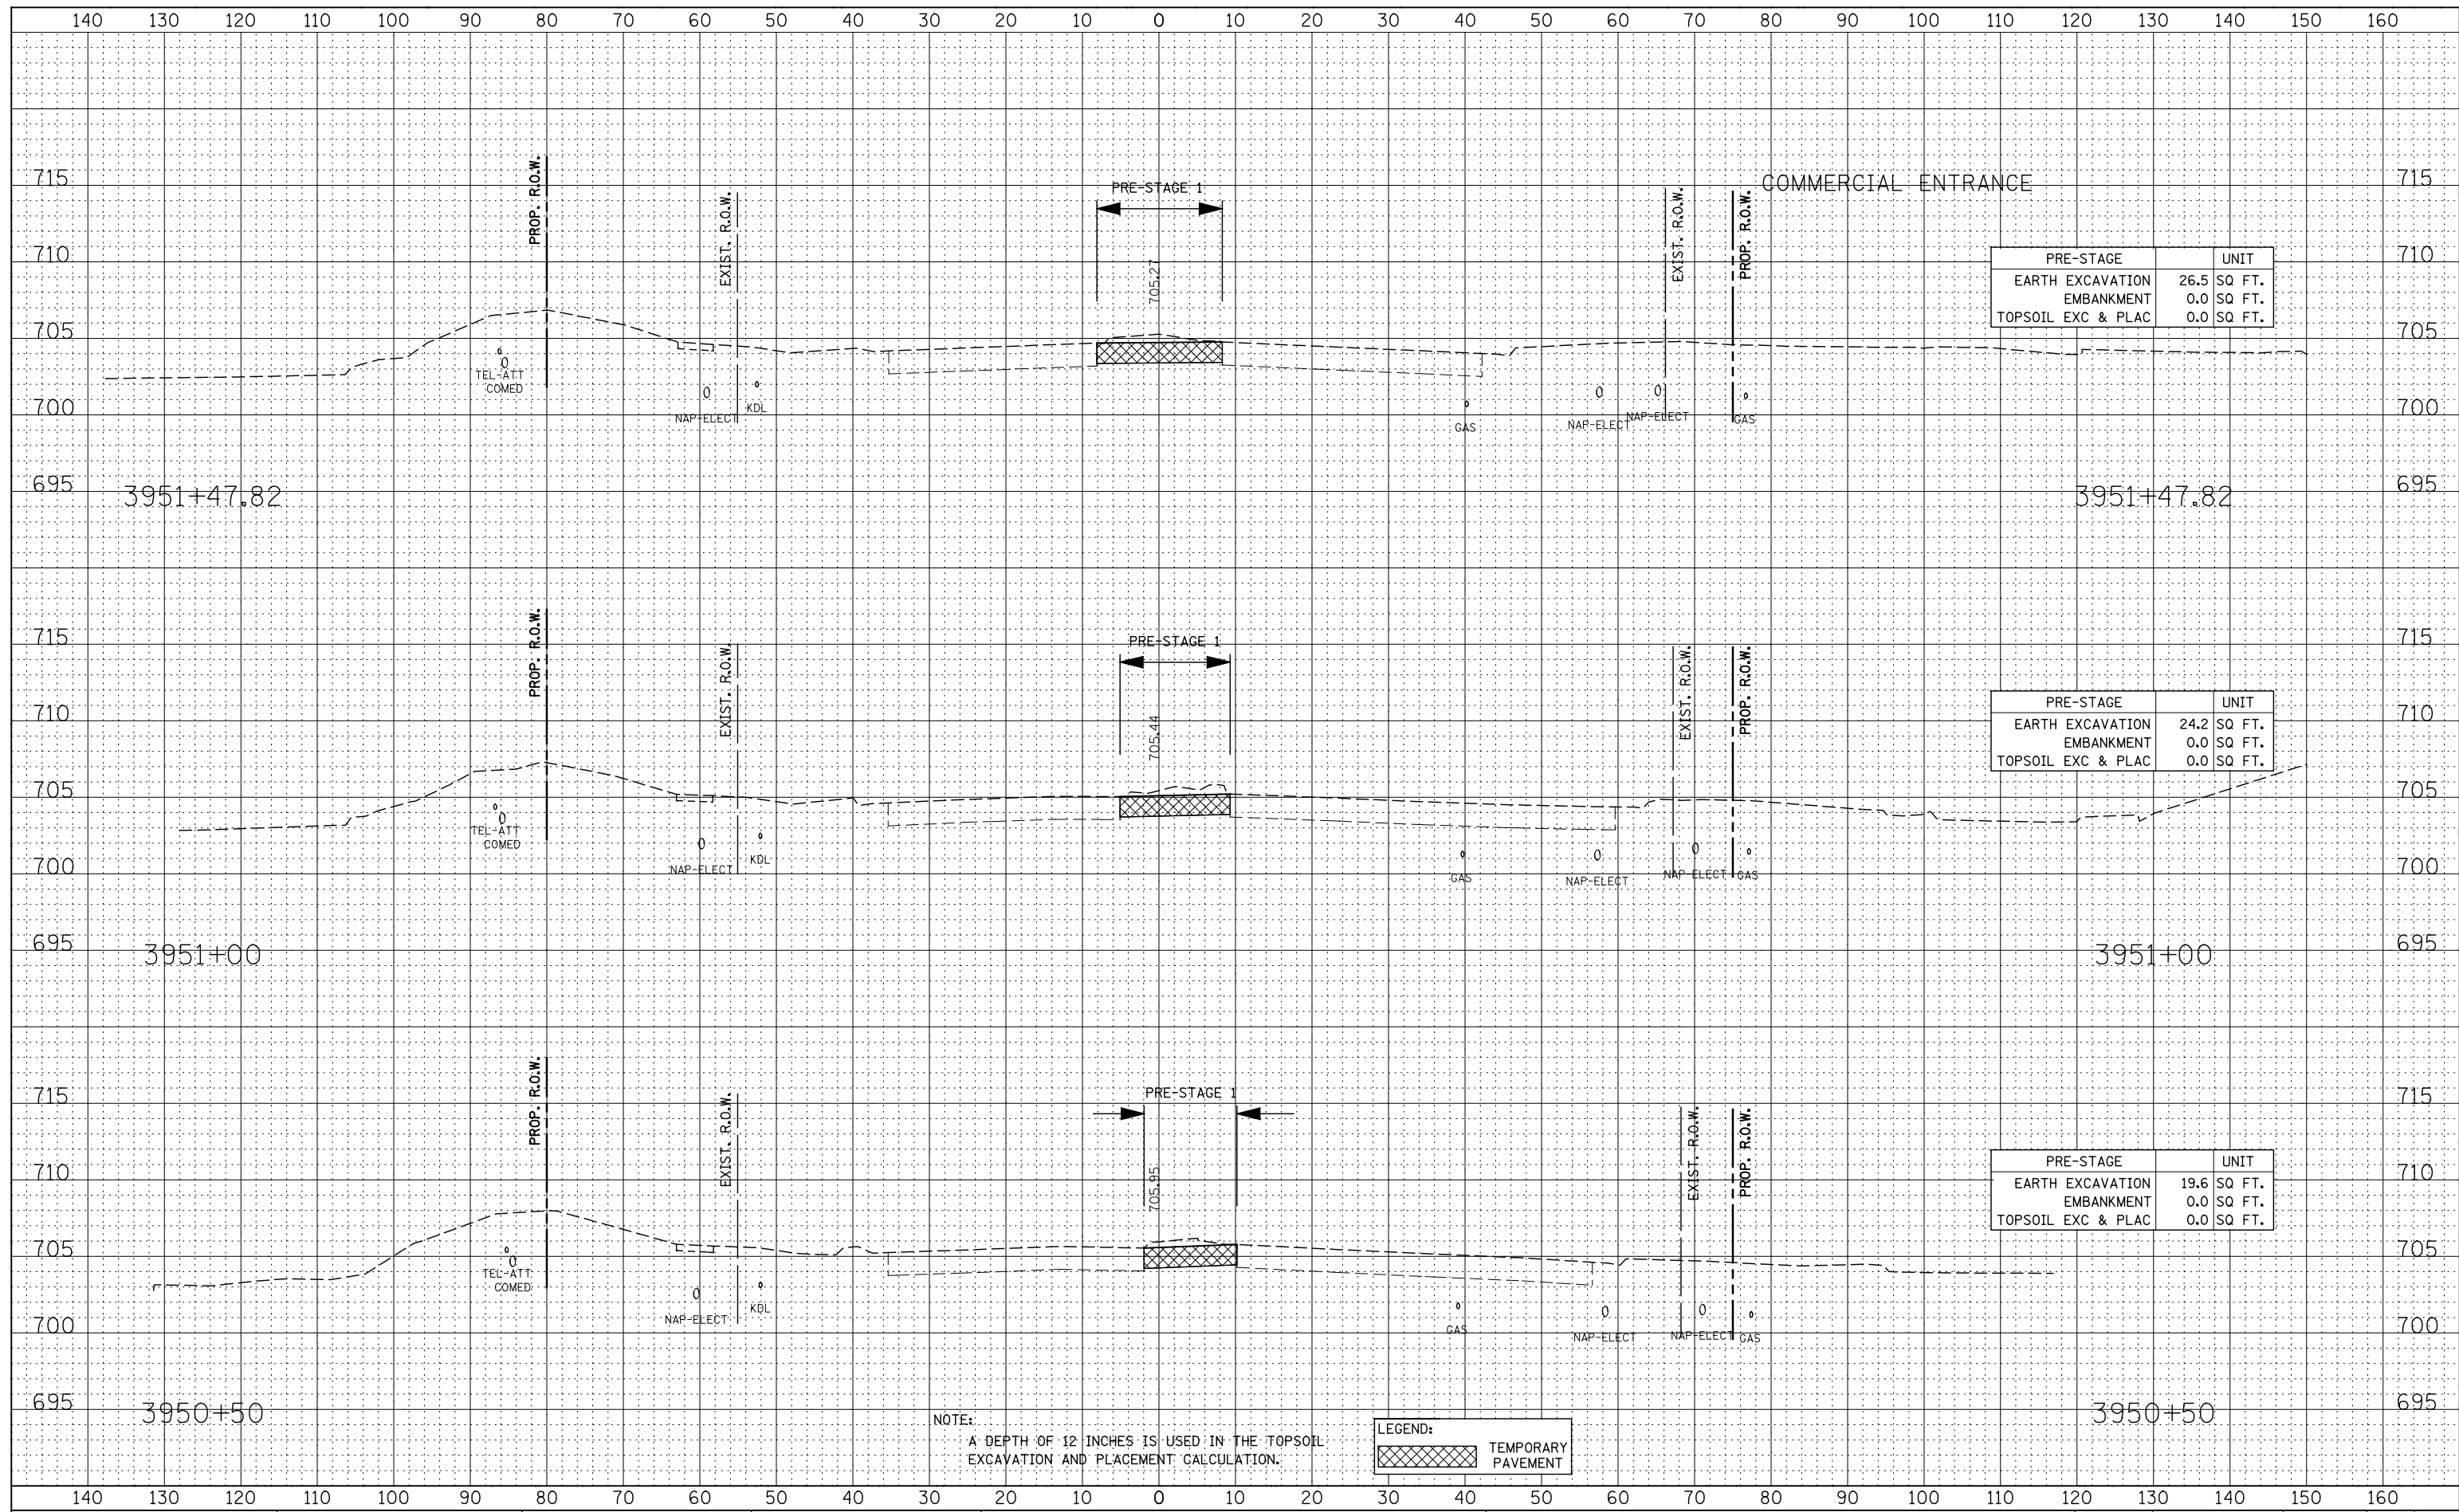 140 130 120 110 100 90 80 70 60 50 40 30 20 10 0 10 20 30 40 50 60 70 80 90 100 110 120 130 140 150 160
PROP. R.O.W.
EXIST. R.O.W.
PRE-STAGE 1
705.27
EXIST. R.O.W.
PROP. R.O.W.
COMMERCIAL ENTRANCE
715 715
710 710
PRE-STAGE UNIT
EARTH EXCAVATION 26.5 SQ FT.
EMBANKMENT 0.0 SQ FT.
TOPSOIL EXC & PLAC 0.0 SQ FT.
705 705
TEL-ATT
COMED
NAP-ELECT
KDL
GAS
NAP-ELECT
NAP-ELECT
GAS
700 700
695 695
3951+47.82 3951+47.82
PROP. R.O.W.
EXIST. R.O.W.
PRE-STAGE 1
705.44
EXIST. R.O.W.
PROP. R.O.W.
715 715
710 710
PRE-STAGE UNIT
EARTH EXCAVATION 24.2 SQ FT.
EMBANKMENT 0.0 SQ FT.
TOPSOIL EXC & PLAC 0.0 SQ FT.
705 705
TEL-ATT
COMED
NAP-ELECT
KDL
GAS
NAP-ELECT
NAP-ELECT
GAS
700 700
695 695
3951+00 3951+00
PROP. R.O.W.
EXIST. R.O.W.
PRE-STAGE 1
705.95
EXIST. R.O.W.
PROP. R.O.W.
715 715
710 710
PRE-STAGE UNIT
EARTH EXCAVATION 19.6 SQ FT.
EMBANKMENT 0.0 SQ FT.
TOPSOIL EXC & PLAC 0.0 SQ FT.
705 705
TEL-ATT
COMED
NAP-ELECT
KDL
GAS
NAP-ELECT
NAP-ELECT
GAS
700 700
695 695
3950+50 3950+50
NOTE:
A DEPTH OF 12 INCHES IS USED IN THE TOPSOIL
EXCAVATION AND PLACEMENT CALCULATION.
LEGEND:
TEMPORARY
PAVEMENT
140 130 120 110 100 90 80 70 60 50 40 30 20 10 0 10 20 30 40 50 60 70 80 90 100 110 120 130 140 150 160